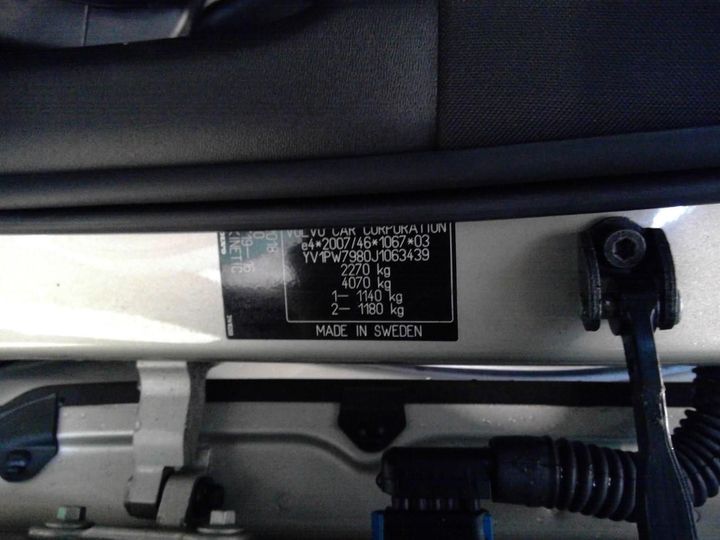 VOLVO CAR CORPORATION
e4*2007/46*1067*03
YV1PW7980J1063439
2270 kg
4070 kg
1– 1140 kg
2– 1180 kg
MADE IN SWEDEN
KINETIC